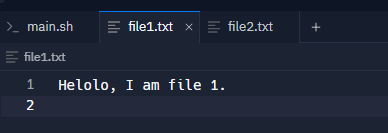 >_ main.sh file1.txt × file2.txt +
file1.txt
1 Helolo, I am file 1.
2